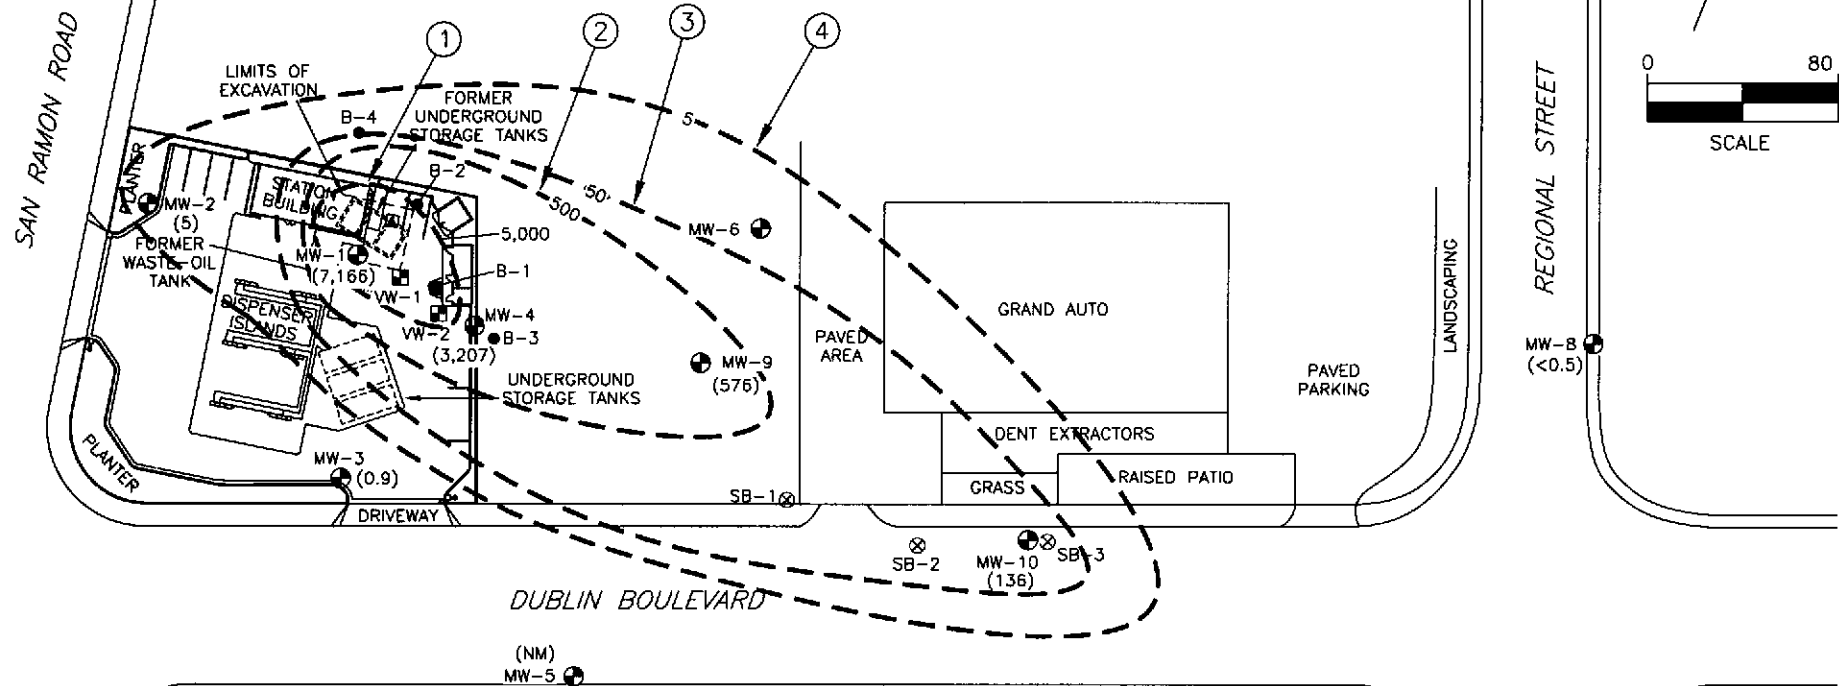 1
2
3
4
SAN RAMON ROAD
LIMITS OF
EXCAVATION
FORMER
UNDERGROUND
STORAGE TANKS
B-4
B-2
5
50
500
5,000
PLANTER
STATION
BUILDING
MW-2
(5)
FORMER
WASTE-OIL
TANK
MW-1
(7,166)
VW-1
B-1
VW-2
MW-4
(3,207)
B-3
DISPENSER
ISLANDS
MW-6
MW-9
(576)
UNDERGROUND
STORAGE TANKS
PAVED
AREA
GRAND AUTO
DENT EXTRACTORS
GRASS
RAISED PATIO
PAVED
PARKING
LANDSCAPING
REGIONAL STREET
0 80
SCALE
MW-8
(<0.5)
PLANTER
MW-3
(0.9)
DRIVEWAY
SB-1
SB-2
MW-10
(136)
SB-3
DUBLIN BOULEVARD
(NM)
MW-5